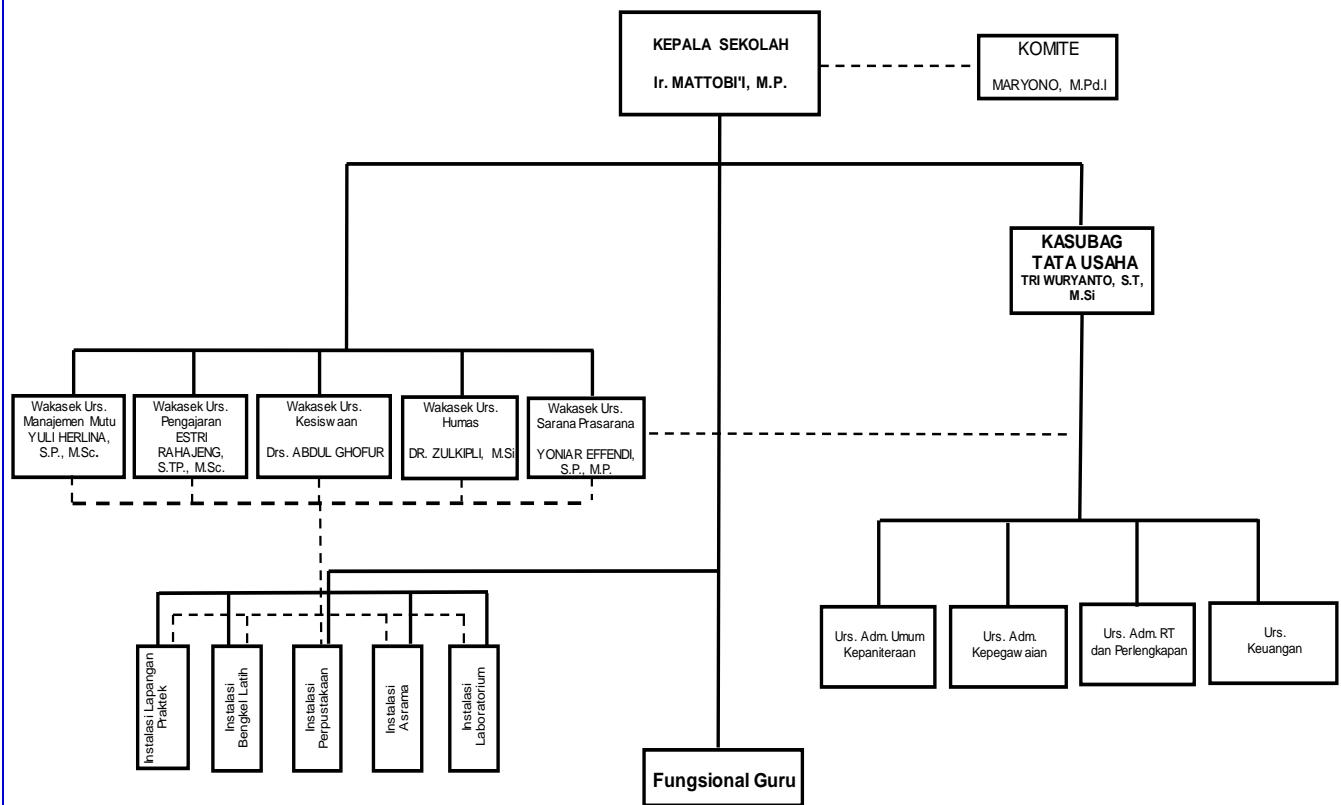 KEPALA SEKOLAH
Ir. MATTOBI'I, M.P.
KOMITE
MARYONO, M.Pd.I
KASUBAG
TATA USAHA
TRI WURYANTO, S.T,
M.Si
Wakasek Urs.
Manajemen Mutu
YULI HERLINA,
S.P., M.Sc.
Wakasek Urs.
Pengajaran
ESTRI
RAHAJENG,
S.TP., M.Sc.
Wakasek Urs.
Kesiswaan
Drs. ABDUL GHOFUR
Wakasek Urs.
Humas
DR. ZULKIPLI, M.Si
Wakasek Urs.
Sarana Prasarana
YONIAR EFFENDI,
S.P., M.P.
Urs. Adm. Umum
Kepaniteraan
Urs. Adm.
Kepegawaian
Urs. Adm. RT
dan Perlengkapan
Urs.
Keuangan
Instalasi Lapangan
Praktek
Instalasi
Bengkel Latih
Instalasi
Perpustakaan
Instalasi
Asrama
Instalasi
Laboratorium
Fungsional Guru